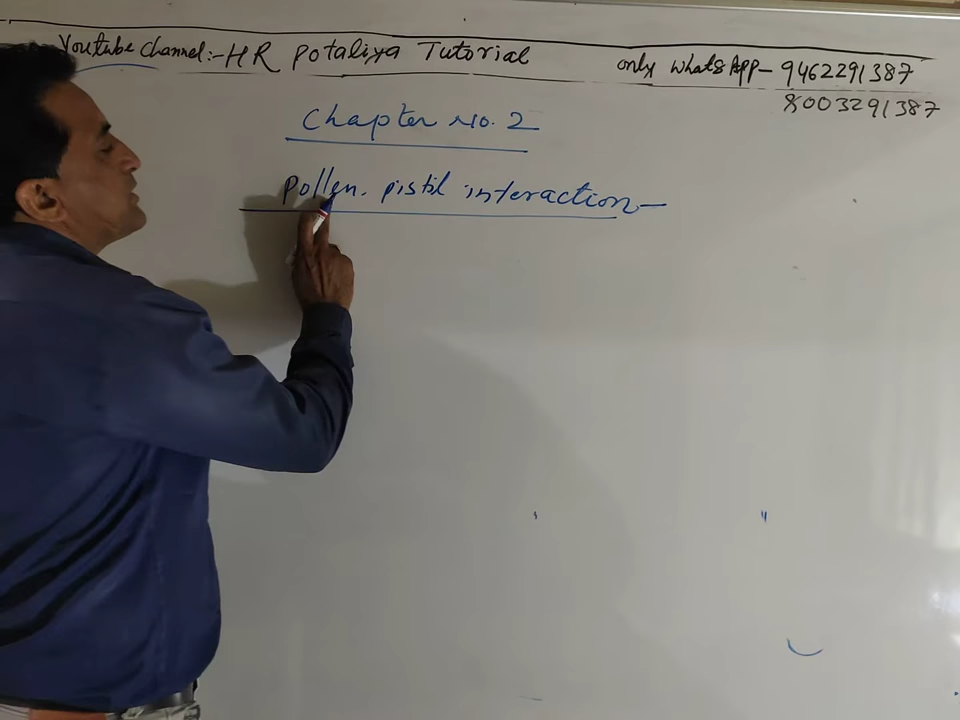 Youtube Channel:- HR Potaliya Tutorial only WhatsApp- 9462291387
8003291387
Chapter No. 2
Pollen. pistil interaction-